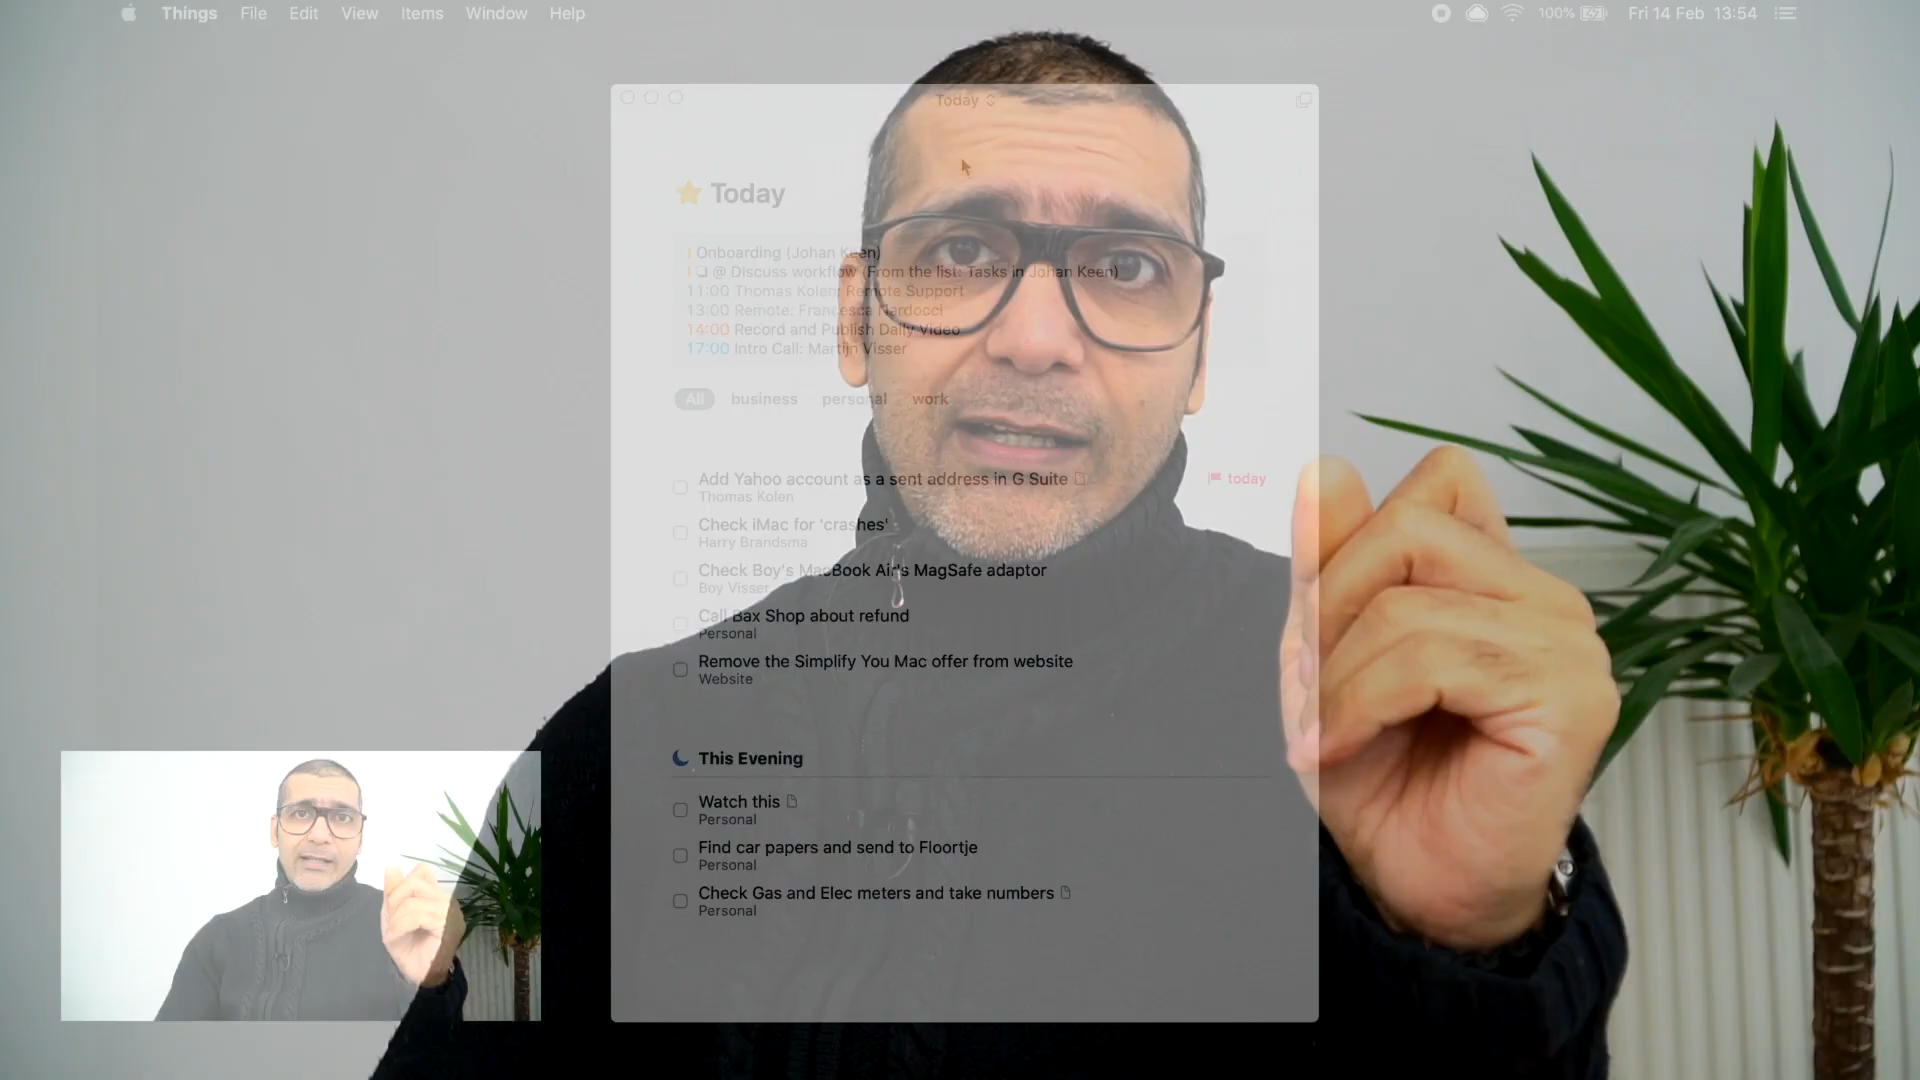 Things File Edit View Items Window Help 100% Fri 14 Feb 13:54
Today
Today
Onboarding (Johan Keen)
@ Discuss workflow (From the list: Tasks in Johan Keen)
11:00 Thomas Kolen: Remote Support
13:00 Remote: Francesca Nardocci
14:00 Record and Publish Daily Video
17:00 Intro Call: Martijn Visser
All business personal work
Add Yahoo account as a sent address in G Suite today
Thomas Kolen
Check iMac for 'crashes'
Harry Brandsma
Check Boy's MacBook Air's MagSafe adaptor
Boy Visser
Call Bax Shop about refund
Personal
Remove the Simplify You Mac offer from website
Website
This Evening
Watch this
Personal
Find car papers and send to Floortje
Personal
Check Gas and Elec meters and take numbers
Personal